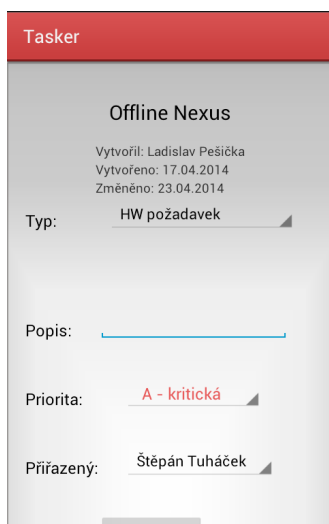 Tasker
Offline Nexus
Vytvořil: Ladislav Pešička
Vytvořeno: 17.04.2014
Změněno: 23.04.2014
Typ: HW požadavek
Popis:
Priorita: A - kritická
Přiřazený: Štěpán Tuháček